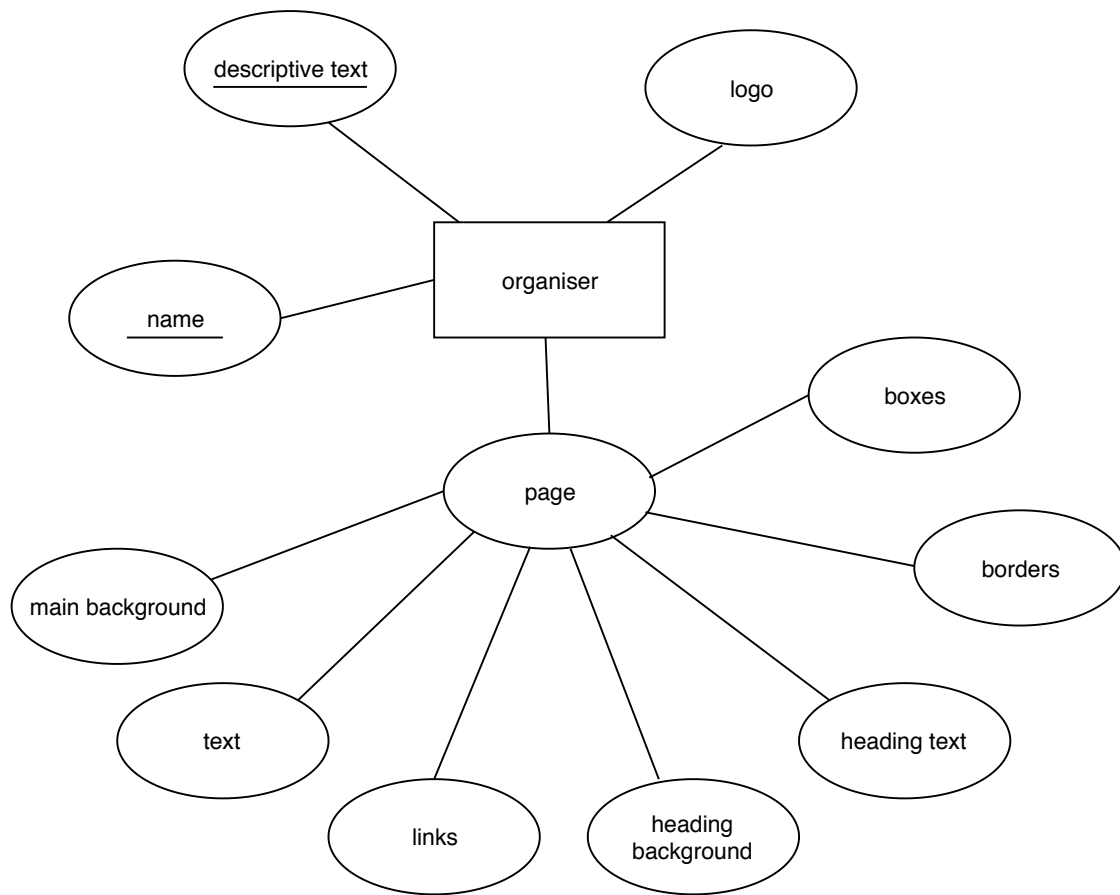 descriptive text
logo
organiser
name
boxes
page
borders
main background
text
heading text
links
heading
background